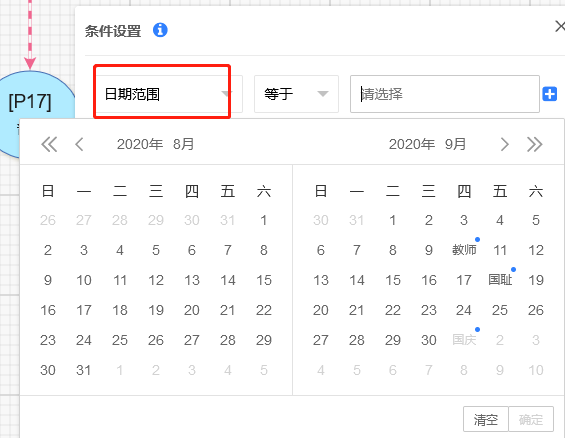 条件设置
[P17]
日期范围 等于 请选择
2020年 8月 2020年 9月
日 一 二 三 四 五 六 日 一 二 三 四 五 六
26 27 28 29 30 31 1 30 31 1 2 3 4 5
2 3 4 5 6 7 8 6 7 8 9 教师 11 12
9 10 11 12 13 14 15 13 14 15 16 17 国耻 19
16 17 18 19 20 21 22 20 21 22 23 24 25 26
23 24 25 26 27 28 29 27 28 29 30 国庆 2 3
30 31 1 2 3 4 5 4 5 6 7 8 9 10
清空 确定